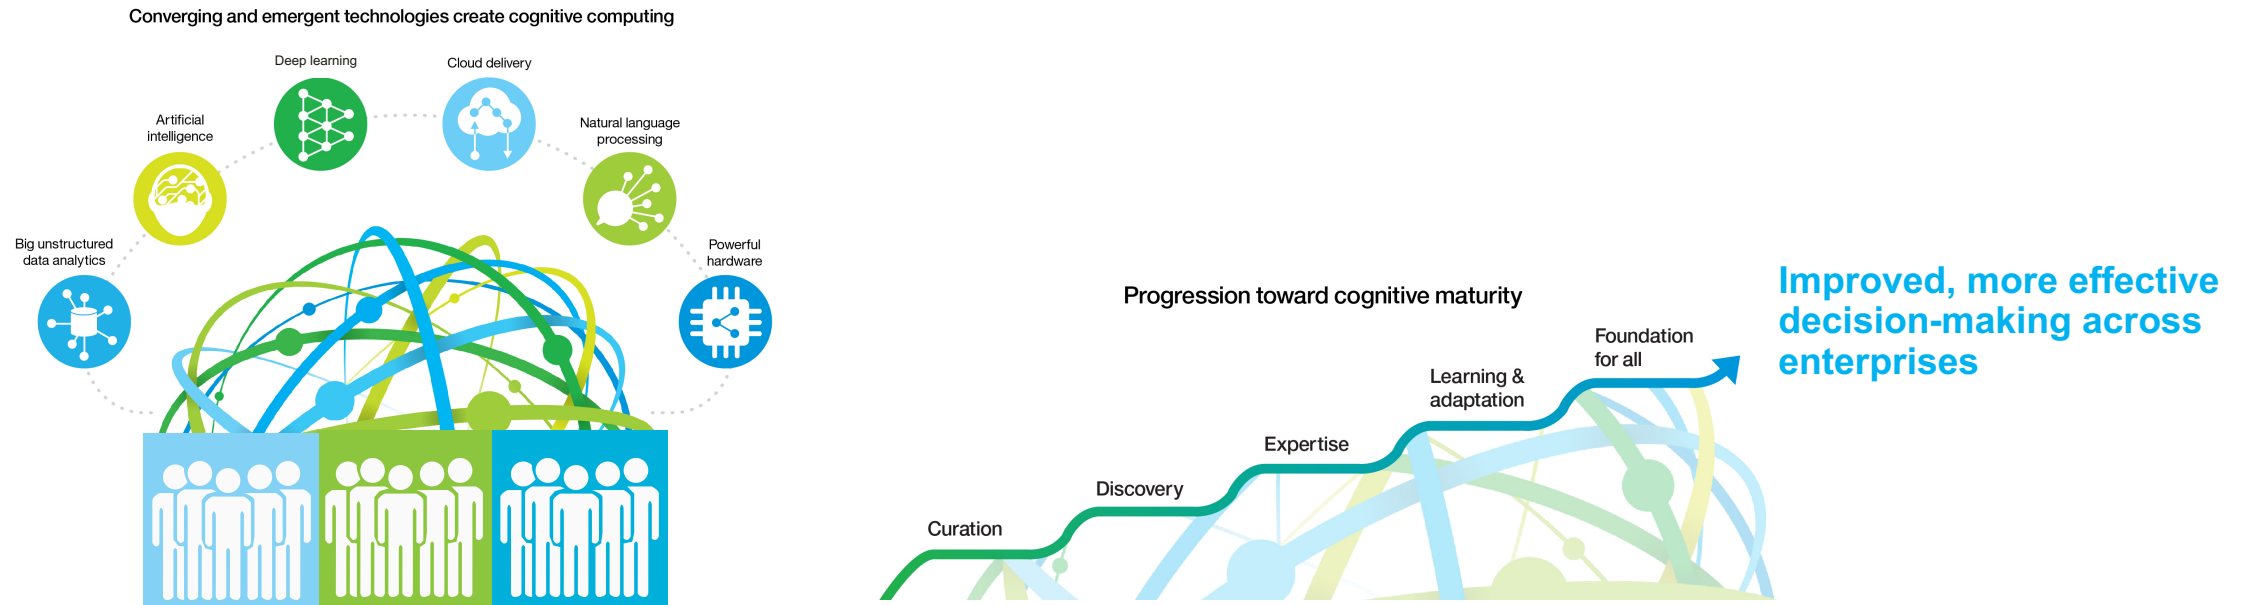 Converging and emergent technologies create cognitive computing
Deep learning
Cloud delivery
Artificial
intelligence
Natural language
processing
Big unstructured
data analytics
Powerful
hardware
Progression toward cognitive maturity
Curation
Discovery
Expertise
Learning &
adaptation
Foundation
for all
Improved, more effective
decision-making across
enterprises